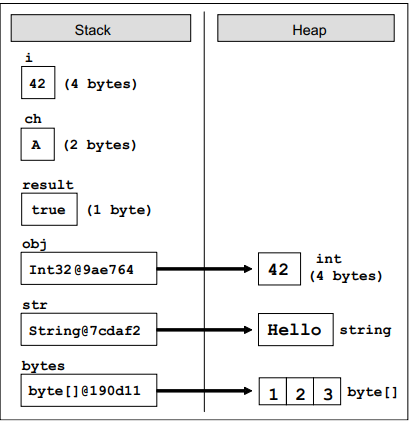 Stack Heap
i
42 (4 bytes)
ch
A (2 bytes)
result
true (1 byte)
obj
Int32@9ae764 42 int
(4 bytes)
str
String@7cdaf2 Hello string
bytes
byte[]@190d11 1 2 3 byte[]